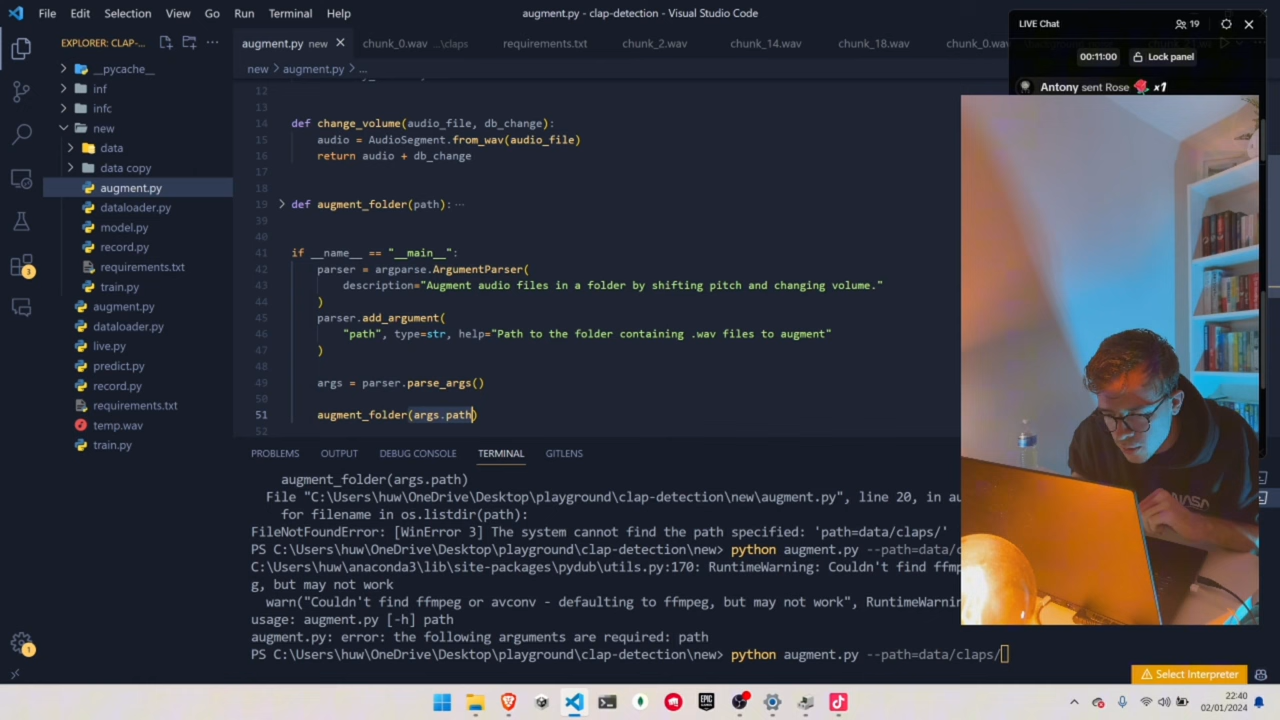 File Edit Selection View Go Run Terminal Help
augment.py - clap-detection - Visual Studio Code
LIVE Chat
19
00:11:00
Lock panel
Antony sent Rose x1
EXPLORER: CLAP-...
augment.py new
chunk_0.wav ...\claps
requirements.txt
chunk_2.wav
chunk_14.wav
chunk_18.wav
chunk_0.wav
new > augment.py > ...
__pycache__
inf
infc
new
data
data copy
augment.py
dataloader.py
model.py
record.py
requirements.txt
train.py
augment.py
dataloader.py
live.py
predict.py
record.py
requirements.txt
temp.wav
train.py
3
1
12
13
14 def change_volume(audio_file, db_change):
15 audio = AudioSegment.from_wav(audio_file)
16 return audio + db_change
17
18
19 def augment_folder(path): ...
39
40
41 if __name__ == "__main__":
42 parser = argparse.ArgumentParser(
43 description="Augment audio files in a folder by shifting pitch and changing volume."
44 )
45 parser.add_argument(
46 "path", type=str, help="Path to the folder containing .wav files to augment"
47 )
48
49 args = parser.parse_args()
50
51 augment_folder(args.path)
52
PROBLEMS OUTPUT DEBUG CONSOLE TERMINAL GITLENS
augment_folder(args.path)
File "C:\Users\huw\OneDrive\Desktop\playground\clap-detection\new\augment.py", line 20, in au
for filename in os.listdir(path):
FileNotFoundError: [WinError 3] The system cannot find the path specified: 'path=data/claps/'
PS C:\Users\huw\OneDrive\Desktop\playground\clap-detection\new> python augment.py --path=data/c
C:\Users\huw\anaconda3\lib\site-packages\pydub\utils.py:170: RuntimeWarning: Couldn't find ffmp
g, but may not work
warn("Couldn't find ffmpeg or avconv - defaulting to ffmpeg, but may not work", RuntimeWarnin
usage: augment.py [-h] path
augment.py: error: the following arguments are required: path
PS C:\Users\huw\OneDrive\Desktop\playground\clap-detection\new> python augment.py --path=data/claps/
NASA
Select Interpreter
EPIC GAMES
22:40
02/01/2024